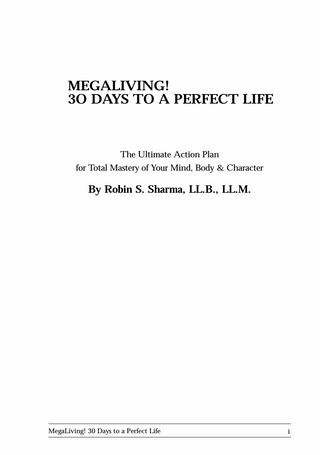 MEGALIVING!
3O DAYS TO A PERFECT LIFE
The Ultimate Action Plan
for Total Mastery of Your Mind, Body & Character
By Robin S. Sharma, LL.B., LL.M.
MegaLiving! 30 Days to a Perfect Life i